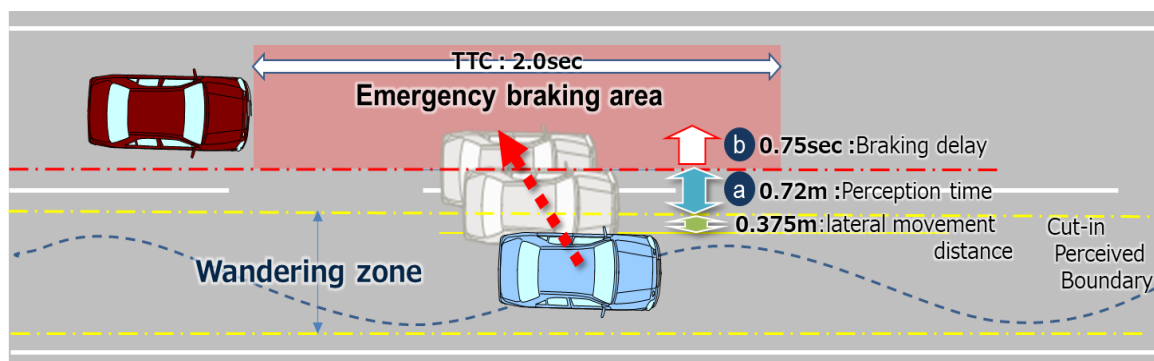 TTC : 2.0sec
Emergency braking area
b 0.75sec :Braking delay
a 0.72m :Perception time
0.375m:lateral movement
distance
Cut-in
Perceived
Boundary
Wandering zone